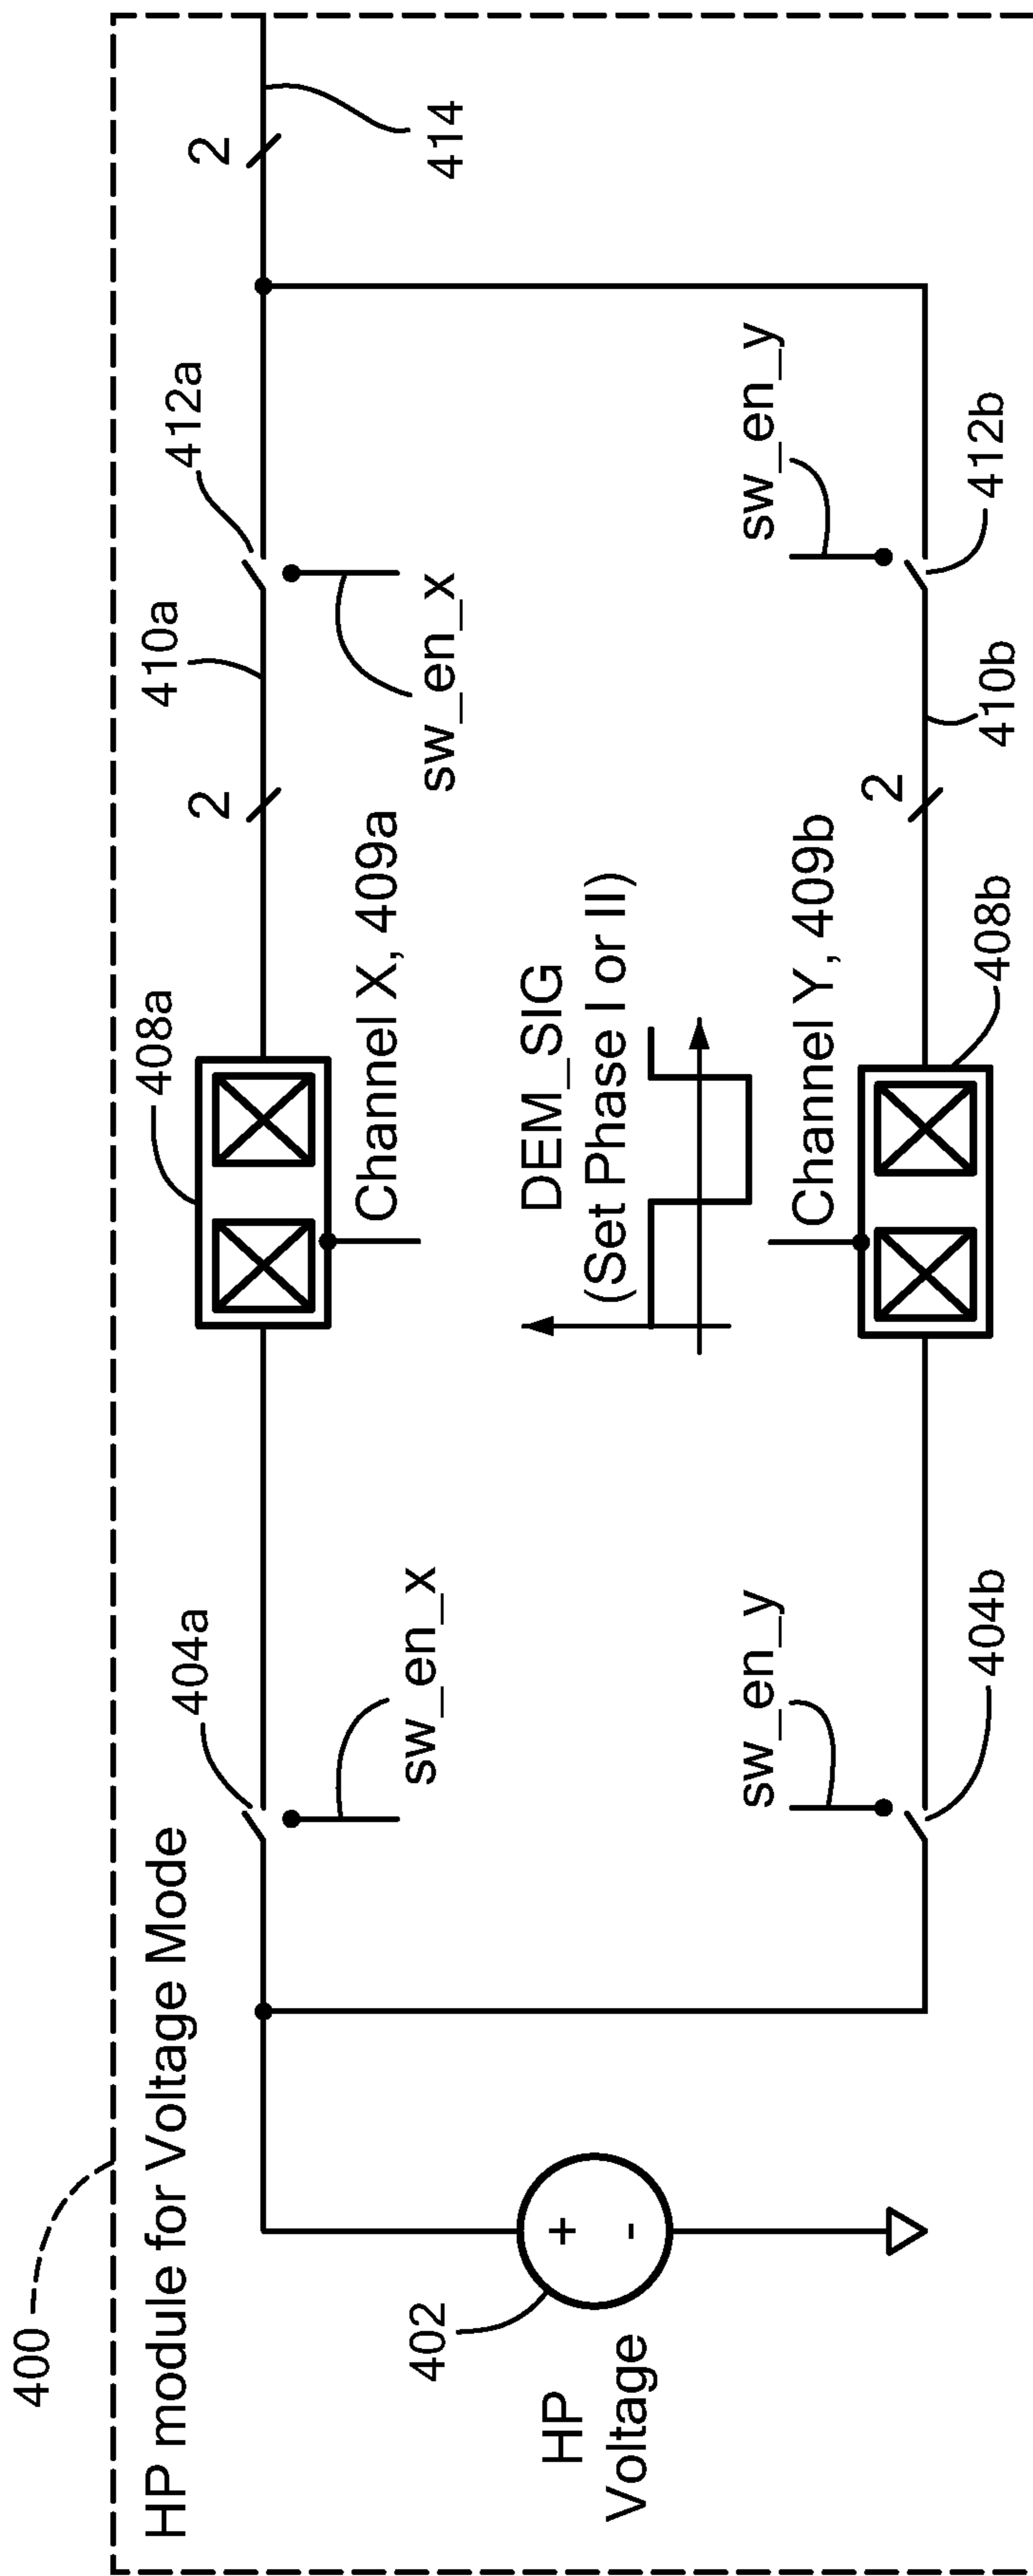 400
HP module for Voltage Mode
402
HP
Voltage
+
-
404a
sw_en_x
sw_en_y
404b
408a
Channel X, 409a
DEM_SIG
(Set Phase I or II)
Channel Y, 409b
408b
2
410a
412a
sw_en_x
2
410b
sw_en_y
412b
2
414